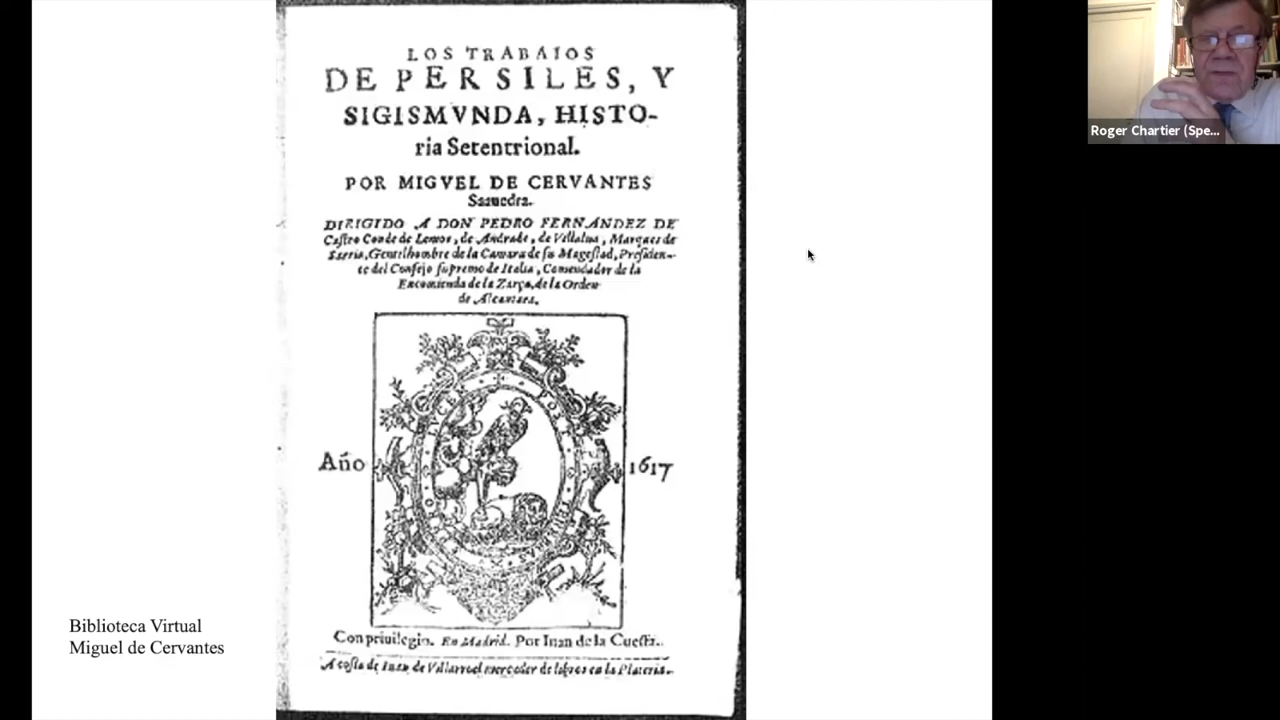 LOS TRABAIOS
DE PERSILES, Y
SIGISMVNDA, HISTO-
ria Setentrional.
POR MIGVEL DE CERVANTES
Saauedra.
DIRIGIDO A DON PEDRO FERNANDEZ DE
Castro Conde de Lemos, de Andrade, de Villalua, Marques de
Sarria, Gentilhombre de la Camara de su Magestad, Presiden-
te del Consejo supremo de Italia, Comendador de la
Encomienda de la Zarça, de la Orden
de Alcantara.
POST
Año 1617
Con priuilegio. En Madrid. Por Iuan de la Cuesta.
A costa de Iuan de Villarroel mercader de libros en la Plateria.
Biblioteca Virtual
Miguel de Cervantes
Roger Chartier (Spe...